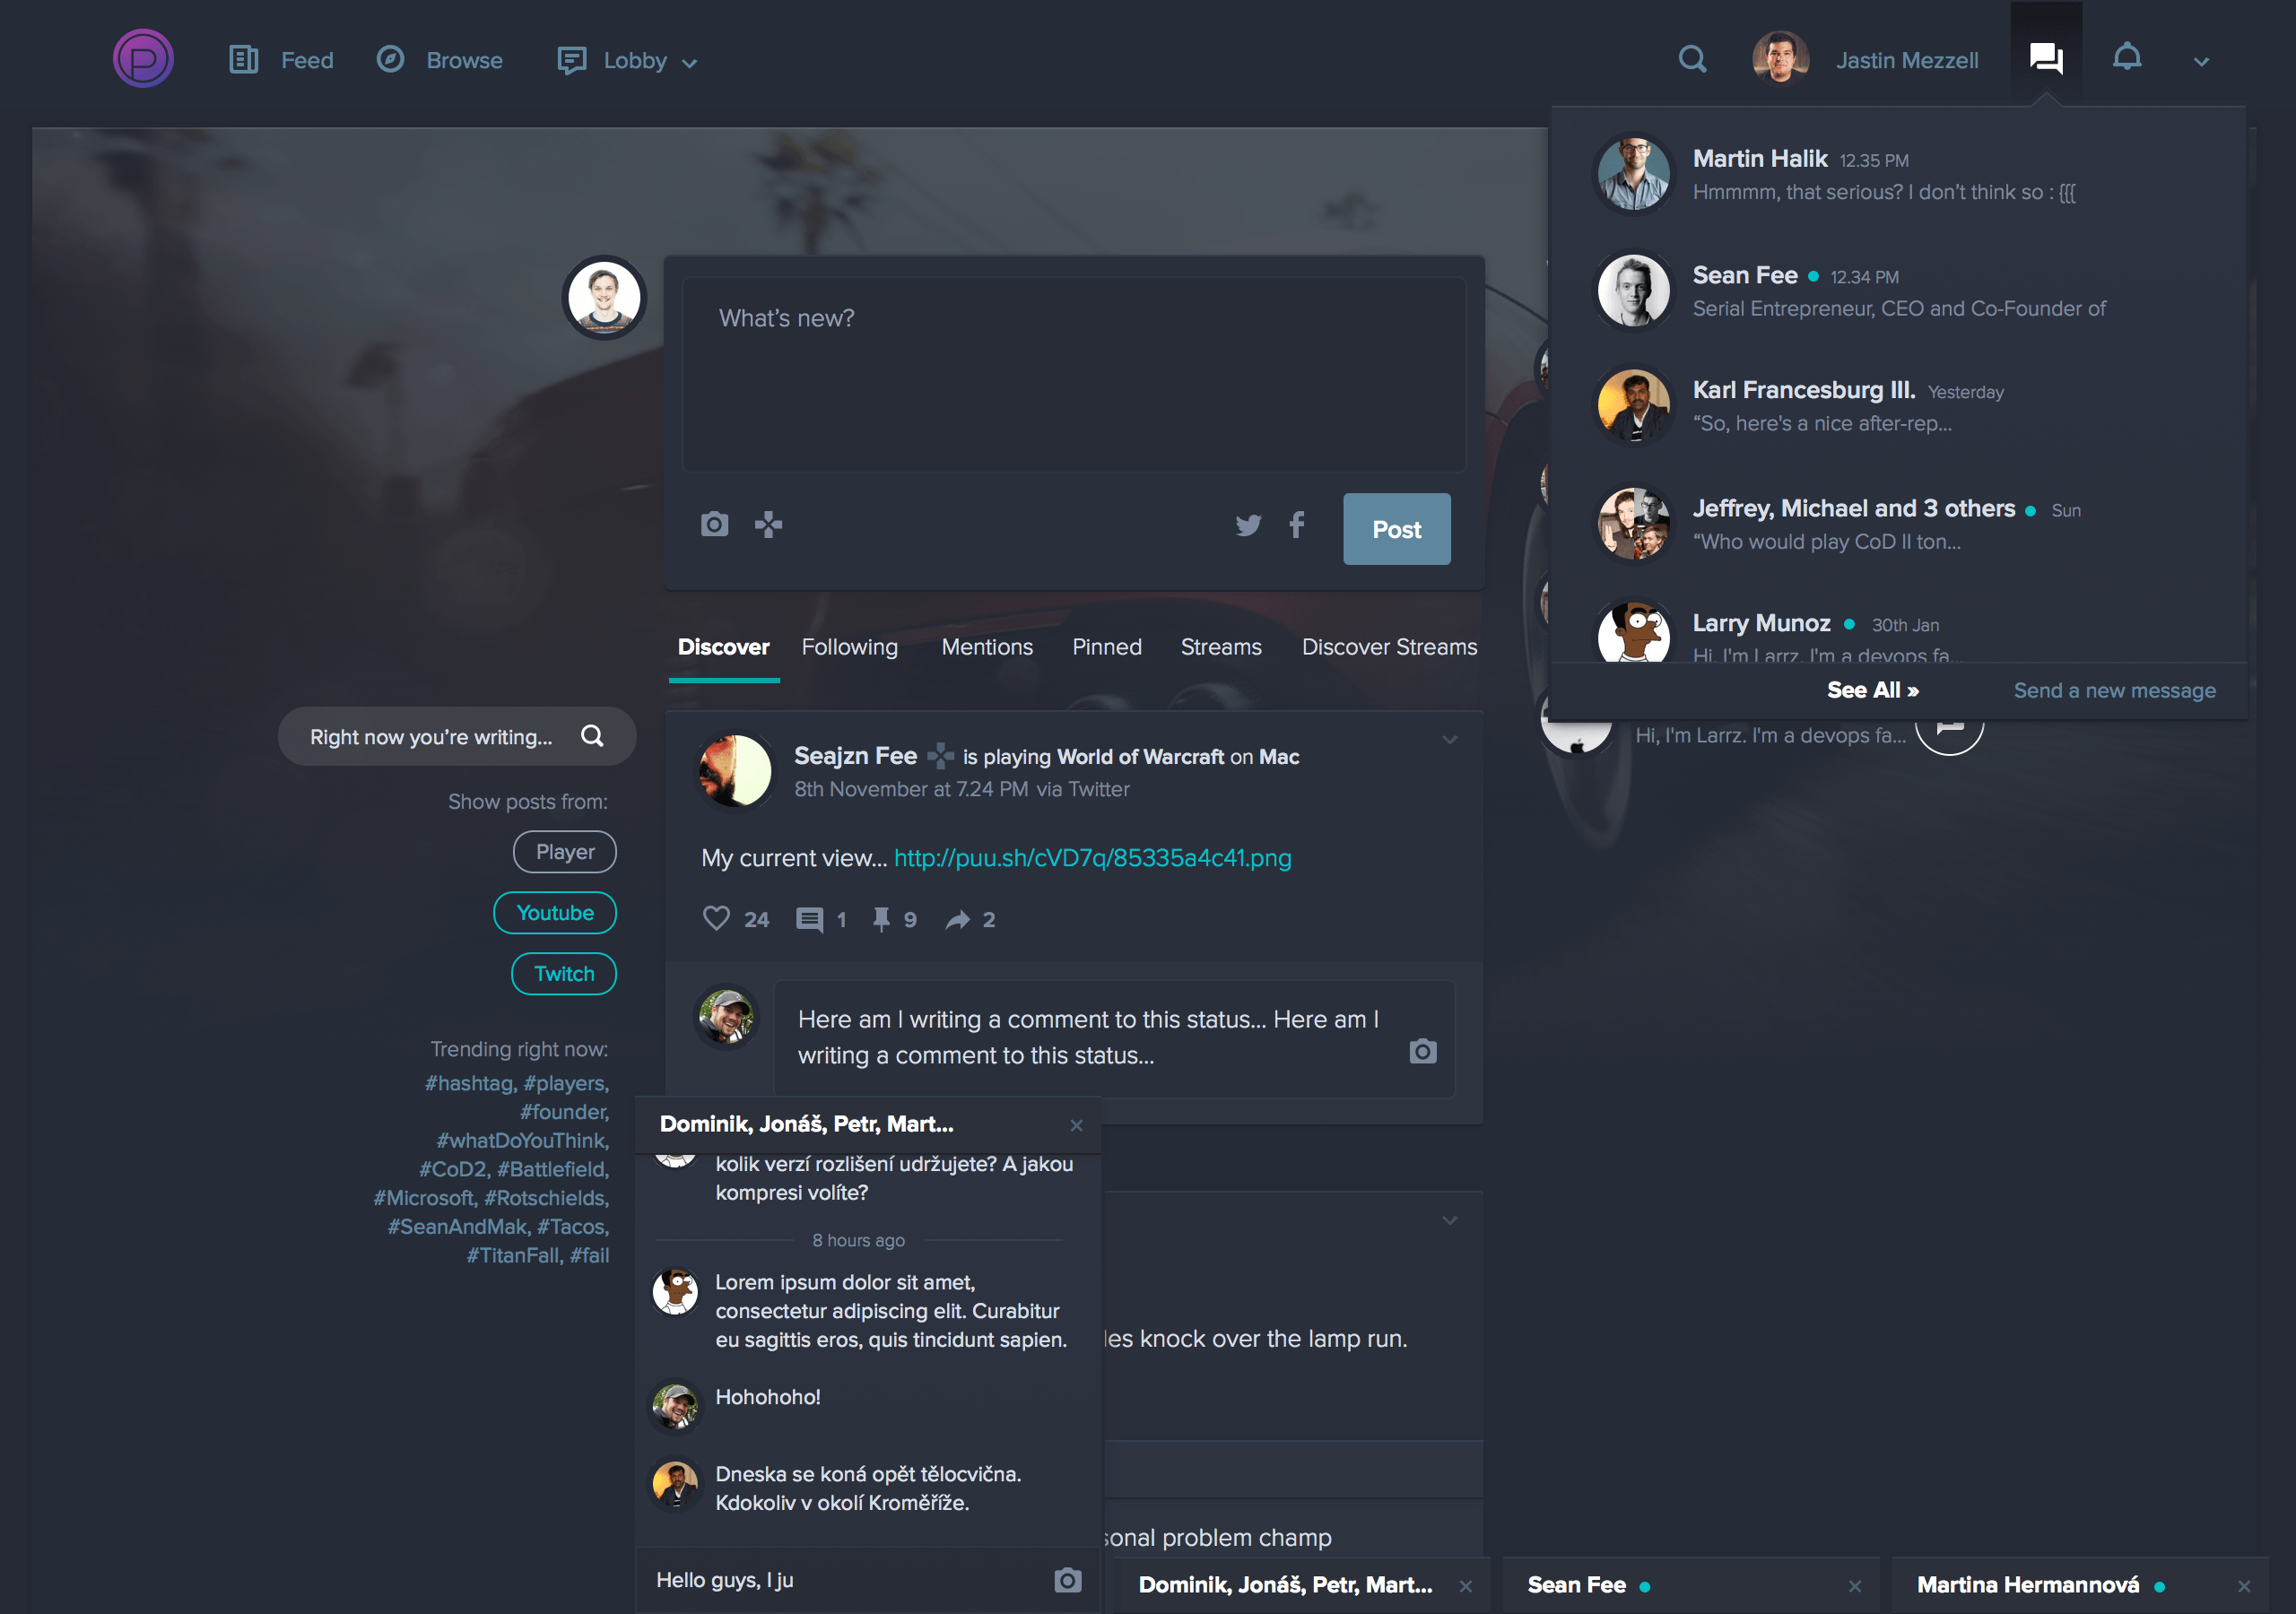 P
Feed
Browse
Lobby
Jastin Mezzell
Martin Halik 12.35 PM
Hmmmm, that serious? I don’t think so : {{{
Sean Fee 12.34 PM
Serial Entrepreneur, CEO and Co-Founder of
Karl Francesburg III. Yesterday
“So, here's a nice after-rep...
Jeffrey, Michael and 3 others Sun
“Who would play CoD II ton...
Larry Munoz 30th Jan
Hi, I'm Larrz. I'm a devops fa...
See All »
Send a new message
Hi, I'm Larrz. I'm a devops fa...
What’s new?
Post
Discover
Following
Mentions
Pinned
Streams
Discover Streams
Right now you’re writing...
Show posts from:
Player
Youtube
Twitch
Trending right now:
#hashtag, #players,
#founder,
#whatDoYouThink,
#CoD2, #Battlefield,
#Microsoft, #Rotschields,
#SeanAndMak, #Tacos,
#TitanFall, #fail
Seajzn Fee is playing World of Warcraft on Mac
8th November at 7.24 PM via Twitter
My current view... http://puu.sh/cVD7q/85335a4c41.png
24 1 9 2
Here am I writing a comment to this status... Here am I
writing a comment to this status...
les knock over the lamp run.
sonal problem champ
Dominik, Jonáš, Petr, Mart...
kolik verzí rozlišení udržujete? A jakou
kompresi volíte?
8 hours ago
Lorem ipsum dolor sit amet,
consectetur adipiscing elit. Curabitur
eu sagittis eros, quis tincidunt sapien.
Hohohoho!
Dneska se koná opět tělocvična.
Kdokoliv v okolí Kroměříže.
Hello guys, I ju
Dominik, Jonáš, Petr, Mart...
Sean Fee
Martina Hermannová